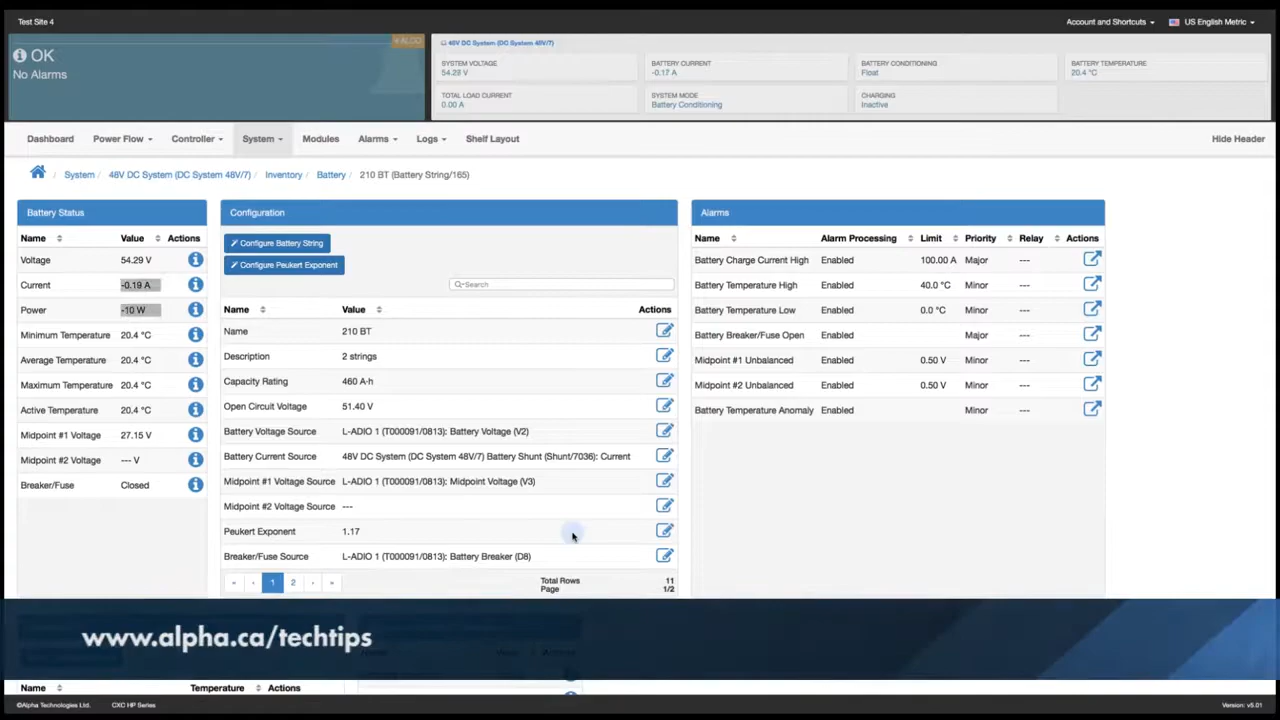 Test Site 4
Account and Shortcuts
US English Metric
OK
No Alarms
48V DC System (DC System 48V/7)
SYSTEM VOLTAGE
54.29 V
BATTERY CURRENT
-0.17 A
BATTERY CONDITIONING
Float
BATTERY TEMPERATURE
20.4 °C
TOTAL LOAD CURRENT
0.00 A
SYSTEM MODE
Battery Conditioning
CHARGING
Inactive
Dashboard Power Flow Controller System Modules Alarms Logs Shelf Layout Hide Header
System / 48V DC System (DC System 48V/7) / Inventory / Battery / 210 BT (Battery String/165)
Battery Status
Name Value Actions
Voltage 54.29 V
Current -0.19 A
Power -10 W
Minimum Temperature 20.4 °C
Average Temperature 20.4 °C
Maximum Temperature 20.4 °C
Active Temperature 20.4 °C
Midpoint #1 Voltage 27.15 V
Midpoint #2 Voltage --- V
Breaker/Fuse Closed
Configuration
Configure Battery String
Configure Peukert Exponent
Search
Name Value Actions
Name 210 BT
Description 2 strings
Capacity Rating 460 A-h
Open Circuit Voltage 51.40 V
Battery Voltage Source L-ADIO 1 (T000091/0813): Battery Voltage (V2)
Battery Current Source 48V DC System (DC System 48V/7) Battery Shunt (Shunt/7036): Current
Midpoint #1 Voltage Source L-ADIO 1 (T000091/0813): Midpoint Voltage (V3)
Midpoint #2 Voltage Source ---
Peukert Exponent 1.17
Breaker/Fuse Source L-ADIO 1 (T000091/0813): Battery Breaker (D8)
« ‹ 1 2 › »
Total Rows 11
Page 1/2
Alarms
Name Alarm Processing Limit Priority Relay Actions
Battery Charge Current High Enabled 100.00 A Major ---
Battery Temperature High Enabled 40.0 °C Minor ---
Battery Temperature Low Enabled 0.0 °C Minor ---
Battery Breaker/Fuse Open Enabled Major ---
Midpoint #1 Unbalanced Enabled 0.50 V Minor ---
Midpoint #2 Unbalanced Enabled 0.50 V Minor ---
Battery Temperature Anomaly Enabled Minor ---
www.alpha.ca/techtips
Name Temperature Actions
©Alpha Technologies Ltd. CXC HP Series Version: v5.01